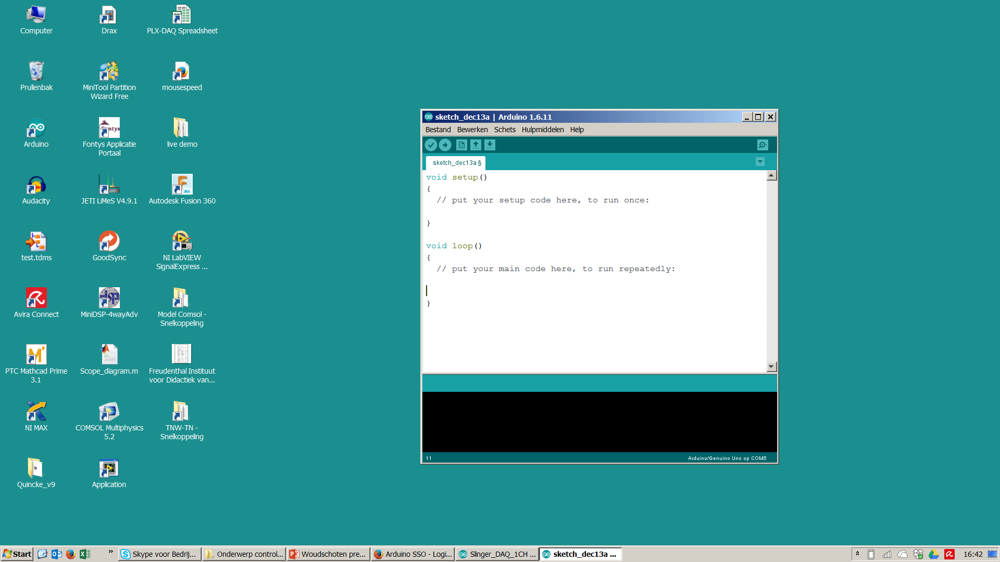 Computer
Drax
PLX-DAQ Spreadsheet
Prullenbak
MiniTool Partition
Wizard Free
mousespeed
Arduino
Fontys Applicatie
Portaal
live demo
Audacity
JETI LiMeS V4.9.1
Autodesk Fusion 360
test.tdms
GoodSync
NI LabVIEW
SignalExpress ...
Avira Connect
MiniDSP-4wayAdv
Model Comsol -
Snelkoppeling
PTC Mathcad Prime
3.1
Scope_diagram.m
Freudenthal Instituut
voor Didactiek van...
NI MAX
COMSOL Multiphysics
5.2
TNW-TN -
Snelkoppeling
Quincke_v9
Application
sketch_dec13a | Arduino 1.6.11
Bestand Bewerken Schets Hulpmiddelen Help
sketch_dec13a §
void setup()
{
// put your setup code here, to run once:
}
void loop()
{
// put your main code here, to run repeatedly:
}
11
Arduino/Genuino Uno op COM5
Start
Skype voor Bedrij...
Onderwerp control...
Woudschoten pre...
Arduino SSO - Logi...
Slinger_DAQ_1CH ...
sketch_dec13a ...
16:42